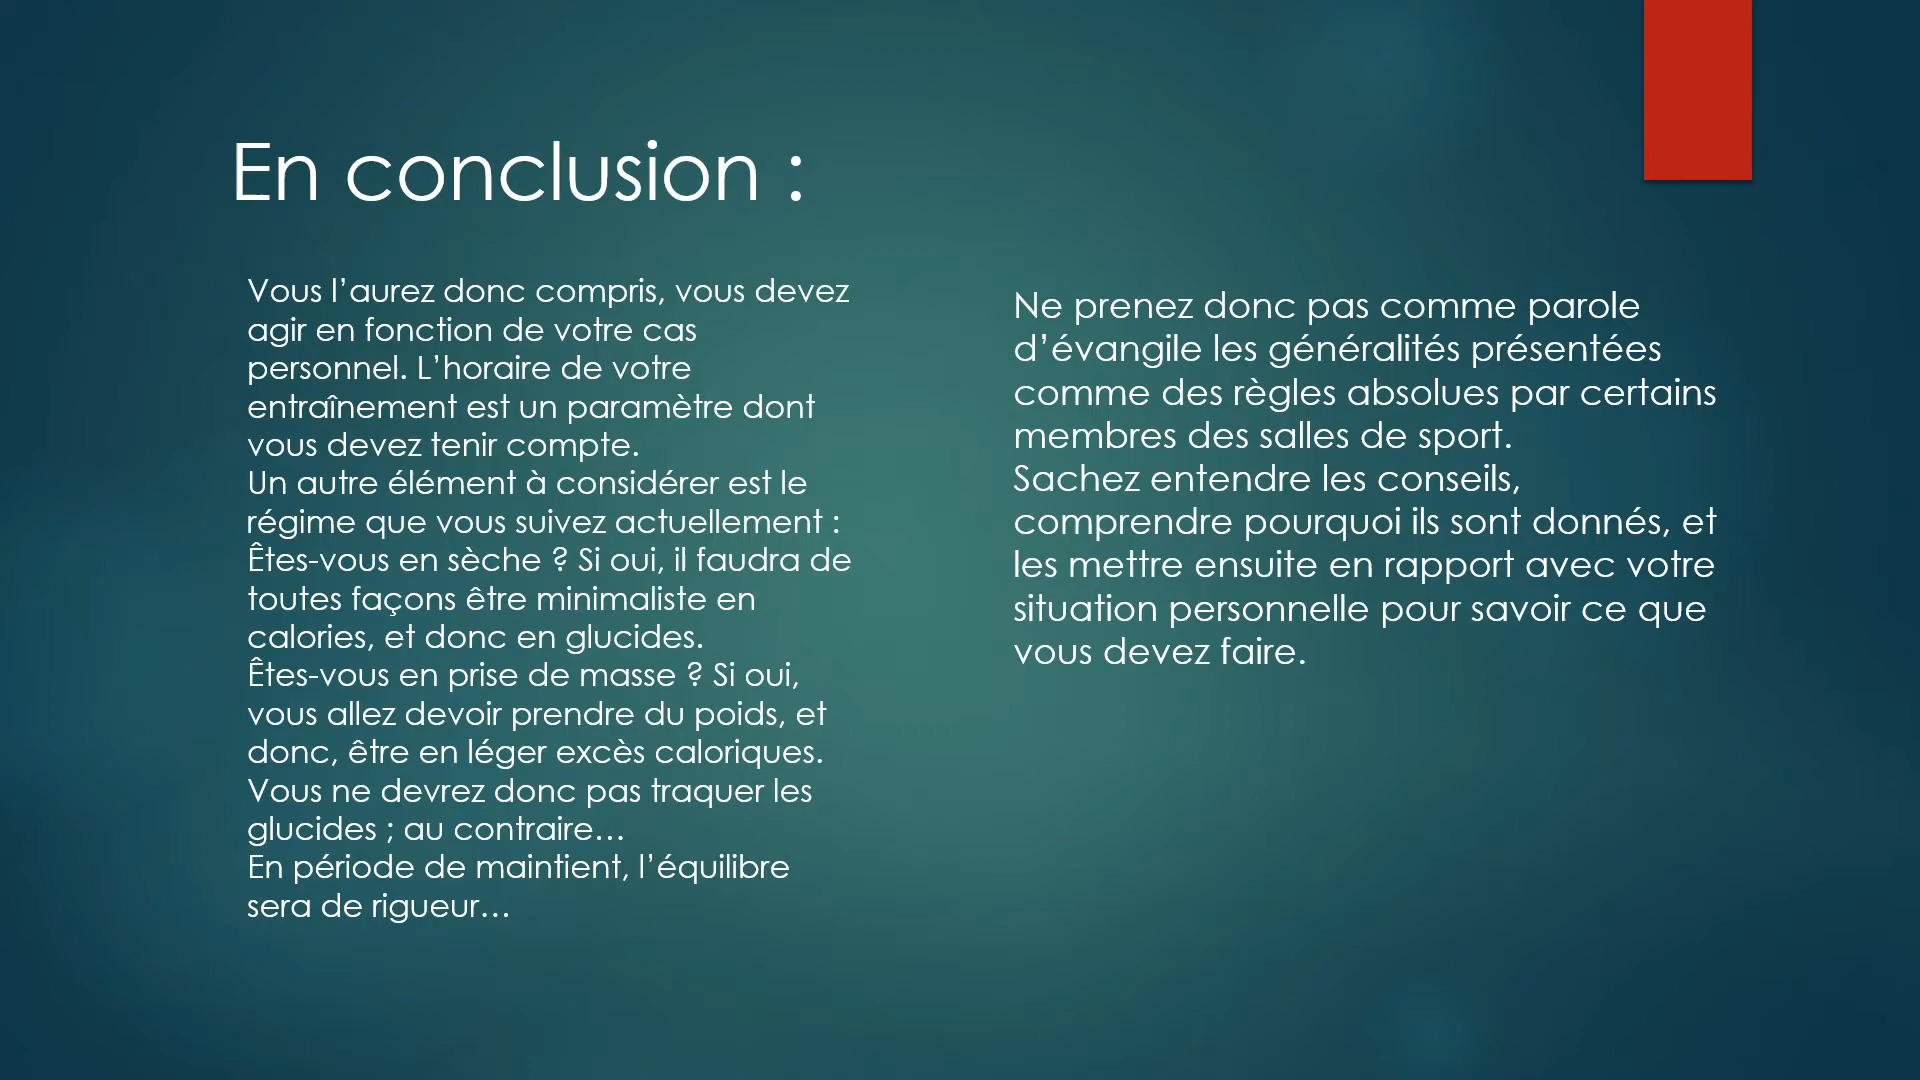 En conclusion :
Vous l’aurez donc compris, vous devez
agir en fonction de votre cas
personnel. L’horaire de votre
entraînement est un paramètre dont
vous devez tenir compte.
Un autre élément à considérer est le
régime que vous suivez actuellement :
Êtes-vous en sèche ? Si oui, il faudra de
toutes façons être minimaliste en
calories, et donc en glucides.
Êtes-vous en prise de masse ? Si oui,
vous allez devoir prendre du poids, et
donc, être en léger excès caloriques.
Vous ne devrez donc pas traquer les
glucides ; au contraire…
En période de maintient, l’équilibre
sera de rigueur…
Ne prenez donc pas comme parole
d’évangile les généralités présentées
comme des règles absolues par certains
membres des salles de sport.
Sachez entendre les conseils,
comprendre pourquoi ils sont donnés, et
les mettre ensuite en rapport avec votre
situation personnelle pour savoir ce que
vous devez faire.